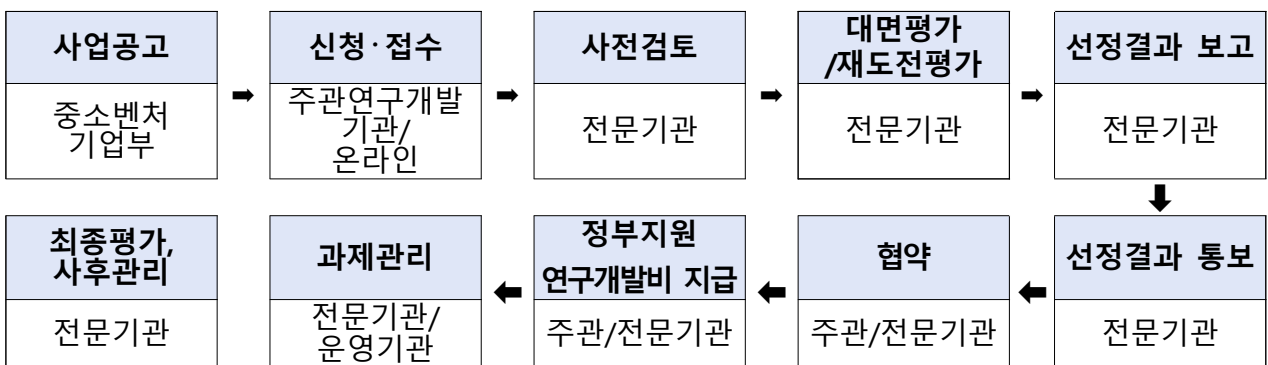 사업공고
중소벤처
기업부
➡
신청·접수
주관연구개발
기관/
온라인
➡
사전검토
전문기관
➡
대면평가
/재도전평가
전문기관
➡
선정결과 보고
전문기관
⬇
선정결과 통보
전문기관
⬅
협약
주관/전문기관
⬅
정부지원
연구개발비 지급
주관/전문기관
⬅
과제관리
전문기관/
운영기관
최종평가,
사후관리
전문기관